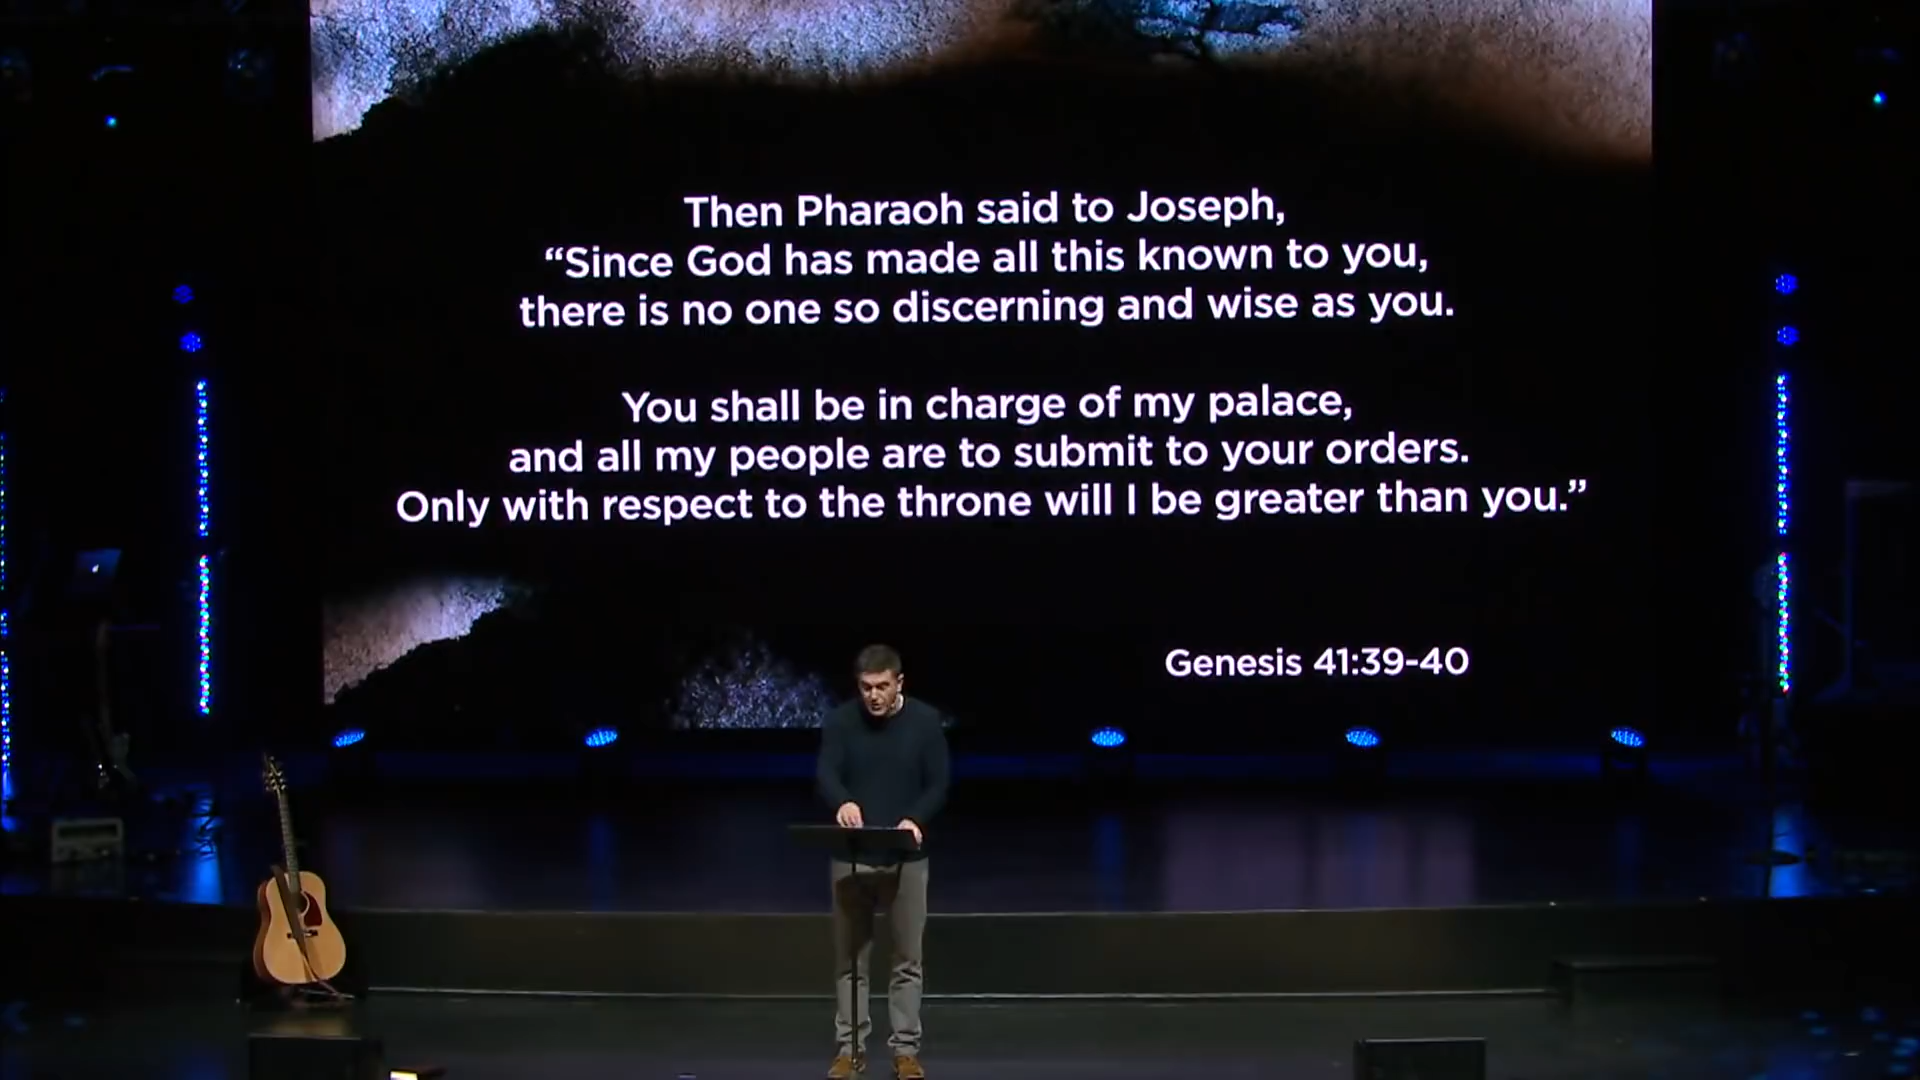 Then Pharaoh said to Joseph,
“Since God has made all this known to you,
there is no one so discerning and wise as you.
You shall be in charge of my palace,
and all my people are to submit to your orders.
Only with respect to the throne will I be greater than you.”
Genesis 41:39-40